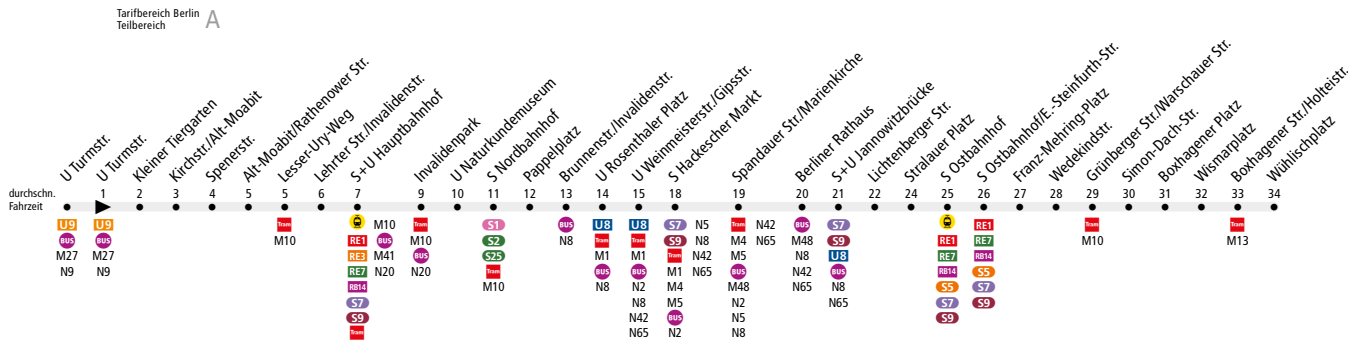 Tarifbereich Berlin
Teilbereich A
U Turmstr.
U Turmstr.
Kleiner Tiergarten
Kirchstr./Alt-Moabit
Spenerstr.
Alt-Moabit/Rathenower Str.
Lesser-Ury-Weg
Lehrter Str./Invalidenstr.
S+U Hauptbahnhof
Invalidenpark
U Naturkundemuseum
S Nordbahnhof
Pappelplatz
Brunnenstr./Invalidenstr.
U Rosenthaler Platz
U Weinmeisterstr./Gipsstr.
S Hackescher Markt
Spandauer Str./Marienkirche
Berliner Rathaus
S+U Jannowitzbrücke
Lichtenberger Str.
Stralauer Platz
S Ostbahnhof
S Ostbahnhof/E.-Steinfurth-Str.
Franz-Mehring-Platz
Wedekindstr.
Grünberger Str./Warschauer Str.
Simon-Dach-Str.
Boxhagener Platz
Wismarplatz
Boxhagener Str./Holteistr.
Wühlischplatz
durchschn. 1 2 3 4 5 5 6 7 9 10 11 12 13 14 15 18 19 20 21 22 24 25 26 27 28 29 30 31 32 33 34
Fahrzeit
U9
BUS
M27
N9
U9
BUS
M27
N9
Tram
M10
RE1
RE3
RE7
RB14
S7
S9
Tram
M10
BUS
M41
N20
Tram
M10
BUS
N20
S1
S2
S25
Tram
M10
BUS
N8
U8
Tram
M1
BUS
N8
U8
Tram
M1
BUS
N2
N8
N42
N65
S7
S9
Tram
M1
M4
M5
BUS
N2
N5
N8
N42
N65
Tram
M4
M5
BUS
M48
N2
N5
N8
N42
N65
BUS
M48
N8
N42
N65
S7
S9
U8
BUS
N8
N65
RE1
RE7
RB14
S5
S7
S9
RE1
RE7
RB14
S5
S7
S9
Tram
M10
Tram
M13